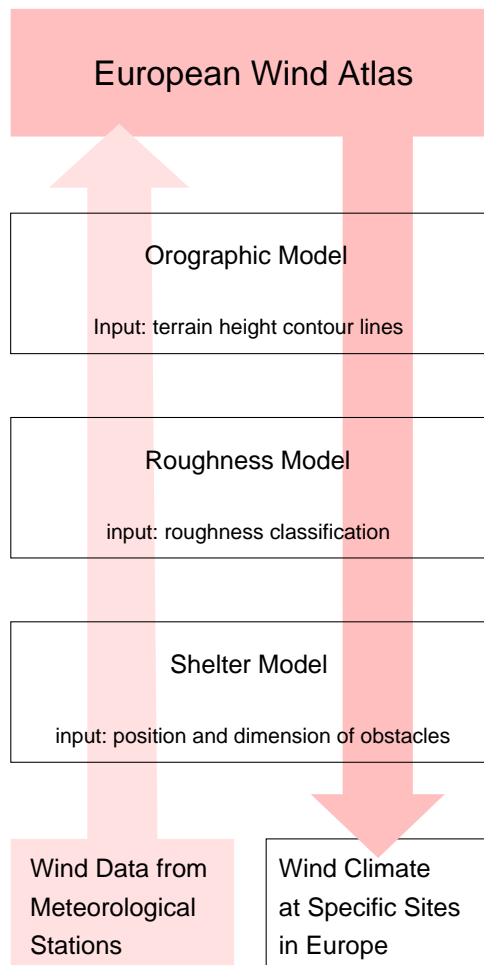 European Wind Atlas
Orographic Model
Input: terrain height contour lines
Roughness Model
input: roughness classification
Shelter Model
input: position and dimension of obstacles
Wind Data from
Meteorological
Stations
Wind Climate
at Specific Sites
in Europe